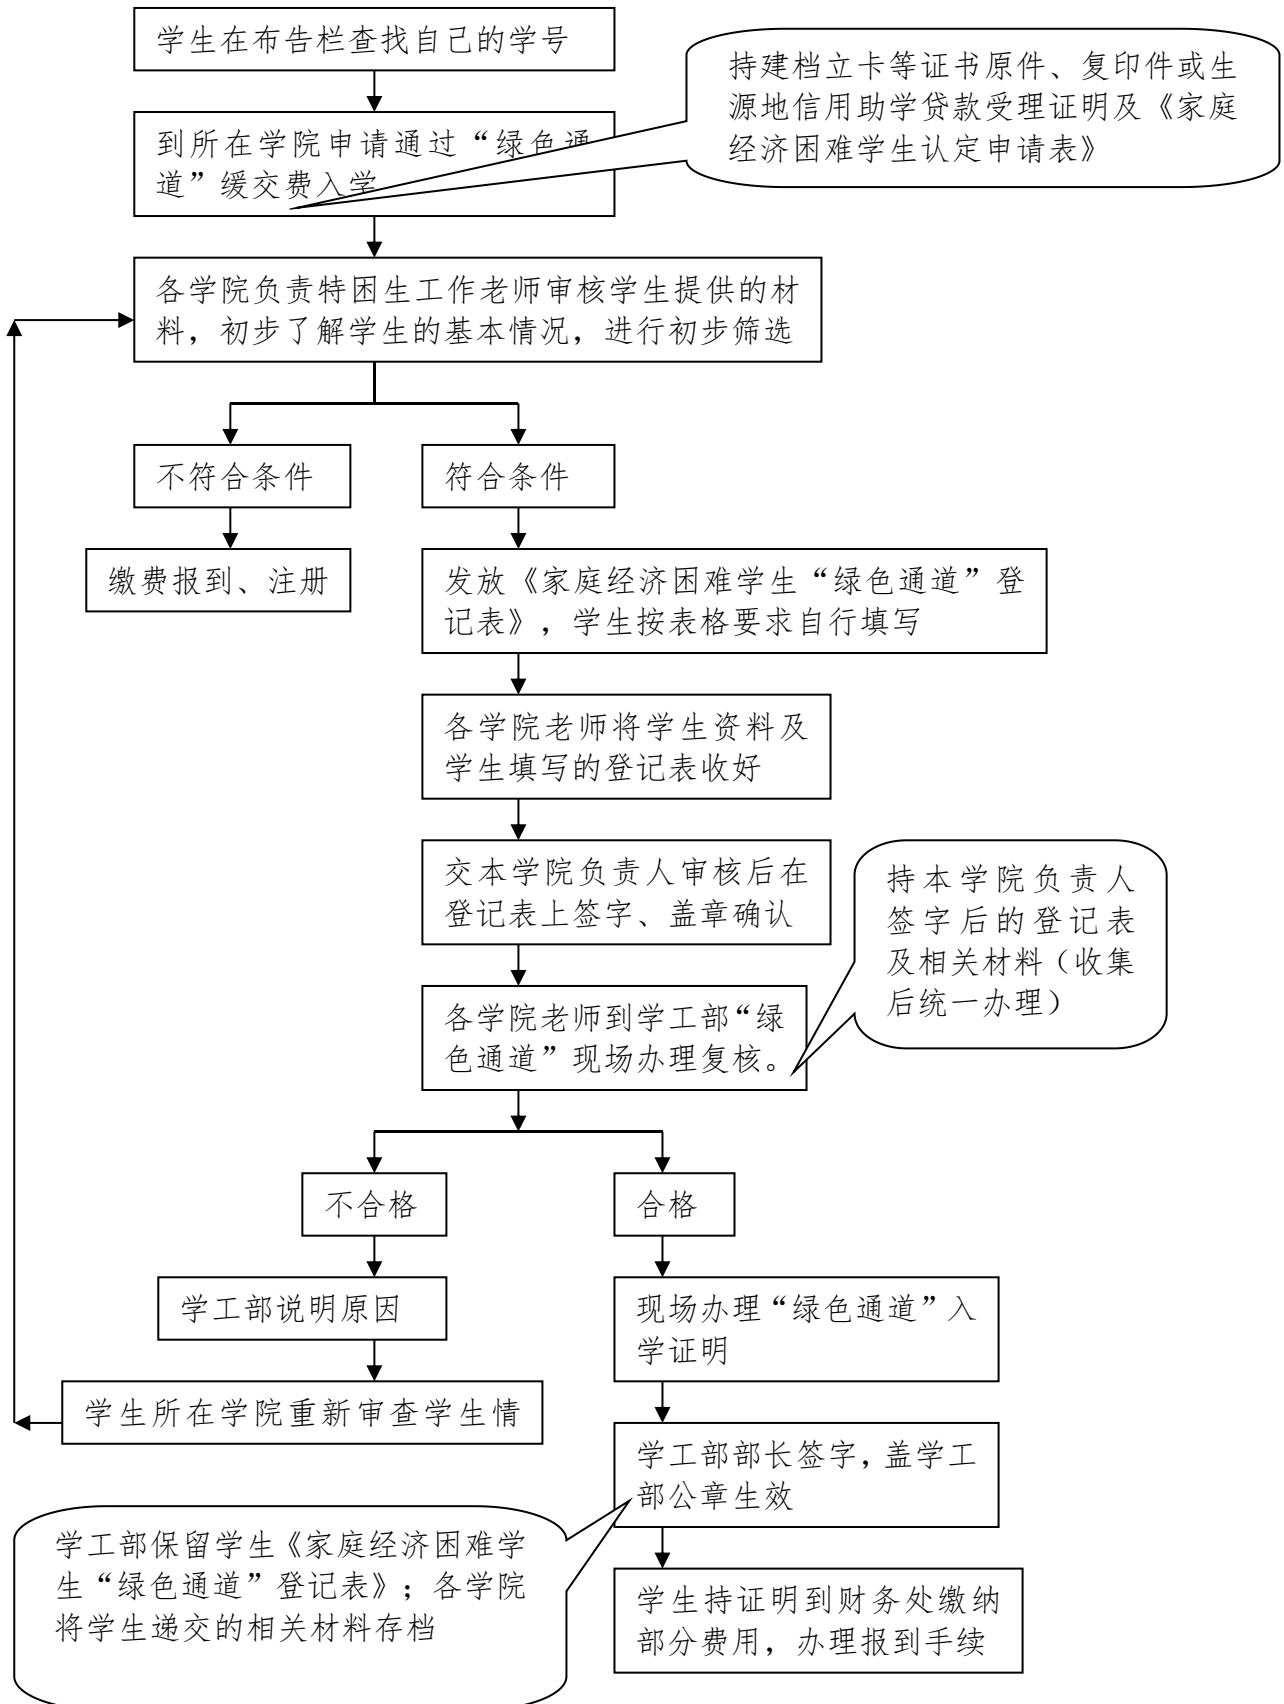 学生在布告栏查找自己的学号
持建档立卡等证书原件、复印件或生
源地信用助学贷款受理证明及《家庭
经济困难学生认定申请表》
到所在学院申请通过“绿色通
道”缓交费入学
各学院负责特困生工作老师审核学生提供的材
料，初步了解学生的基本情况，进行初步筛选
不符合条件
符合条件
缴费报到、注册
发放《家庭经济困难学生“绿色通道”登
记表》，学生按表格要求自行填写
各学院老师将学生资料及
学生填写的登记表收好
交本学院负责人审核后在
登记表上签字、盖章确认
持本学院负责人
签字后的登记表
及相关材料（收集
后统一办理）
各学院老师到学工部“绿
色通道”现场办理复核。
不合格
合格
学工部说明原因
现场办理“绿色通道”入
学证明
学生所在学院重新审查学生情
学工部部长签字，盖学工
部公章生效
学工部保留学生《家庭经济困难学
生“绿色通道”登记表》；各学院
将学生递交的相关材料存档
学生持证明到财务处缴纳
部分费用，办理报到手续